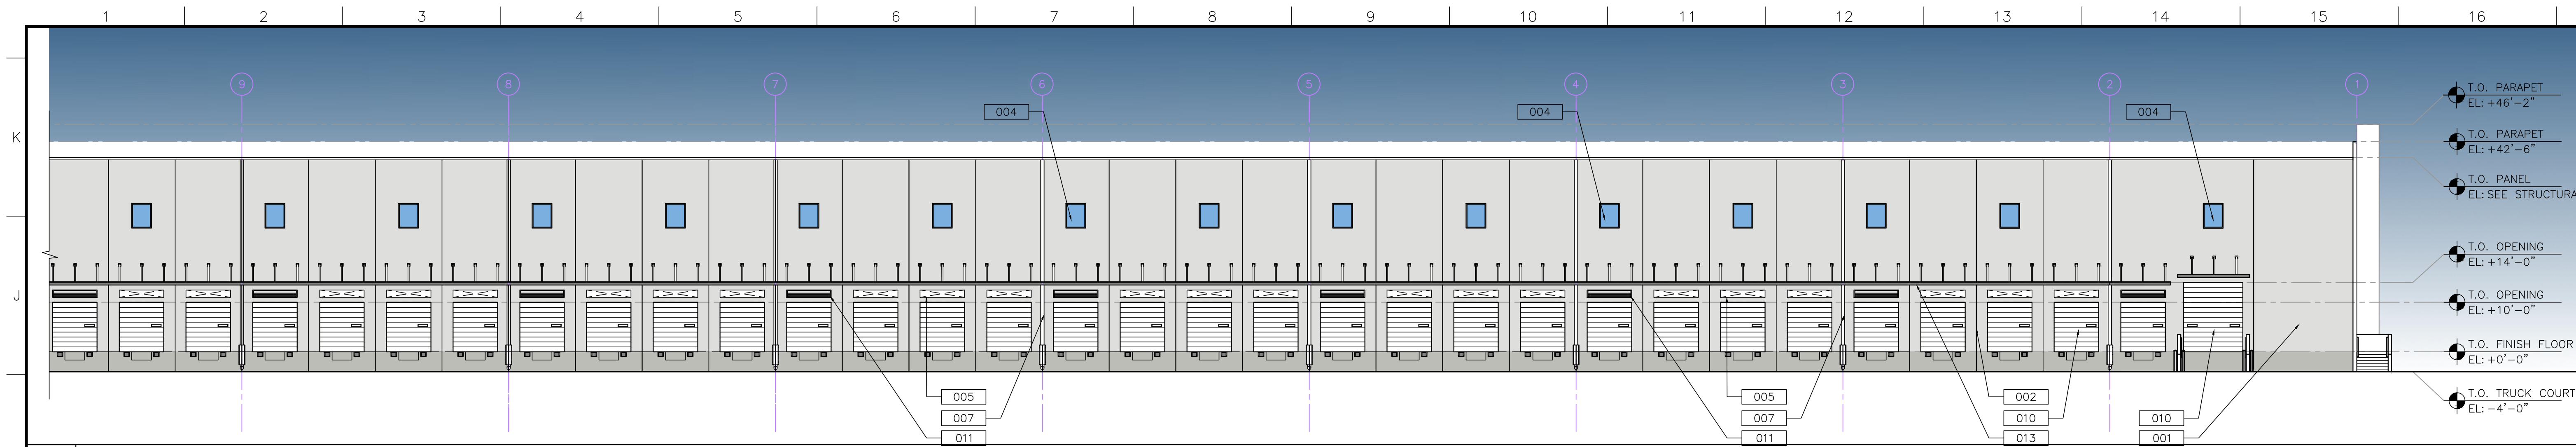 1 2 3 4 5 6 7 8 9 10 11 12 13 14 15 16
K
J
9 8 7 6 5 4 3 2 1
004 004 004
T.O. PARAPET
EL: +46'-2"
T.O. PARAPET
EL: +42'-6"
T.O. PANEL
EL: SEE STRUCTURA
T.O. OPENING
EL: +14'-0"
T.O. OPENING
EL: +10'-0"
T.O. FINISH FLOOR
EL: +0'-0"
T.O. TRUCK COURT
EL: -4'-0"
005 005 002
007 007 010 010
011 011 013 001